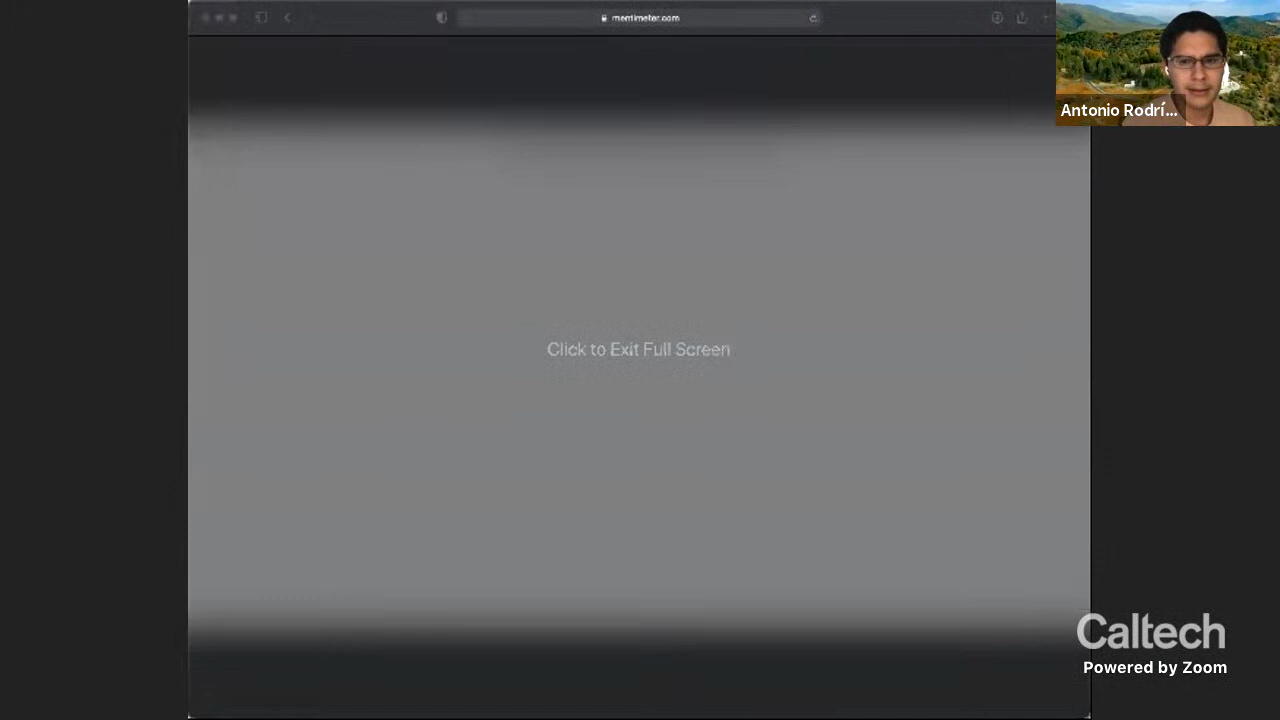 mentimeter.com
Antonio Rodrí...
Click to Exit Full Screen
Caltech
Powered by Zoom